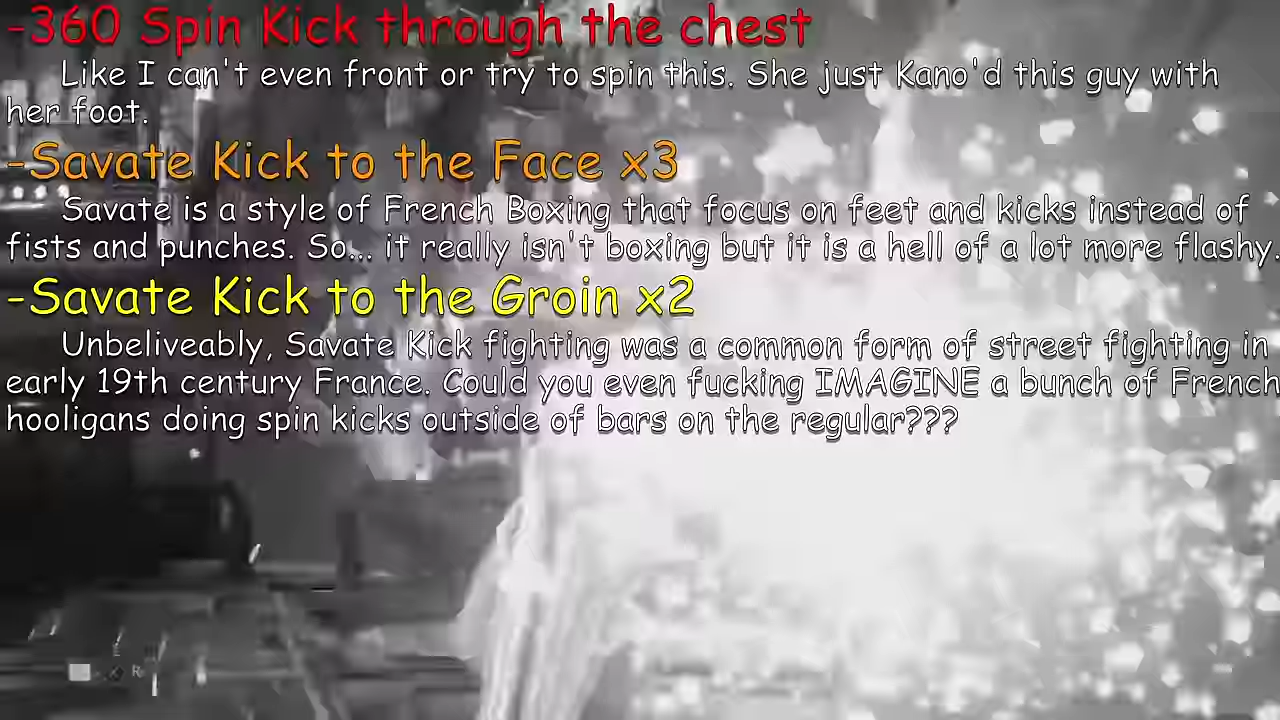 -360 Spin Kick through the chest
Like I can't even front or try to spin this. She just Kano'd this guy with
her foot.
-Savate Kick to the Face x3
Savate is a style of French Boxing that focus on feet and kicks instead of
fists and punches. So... it really isn't boxing but it is a hell of a lot more flashy.
-Savate Kick to the Groin x2
Unbeliveably, Savate Kick fighting was a common form of street fighting in
early 19th century France. Could you even fucking IMAGINE a bunch of French
hooligans doing spin kicks outside of bars on the regular???